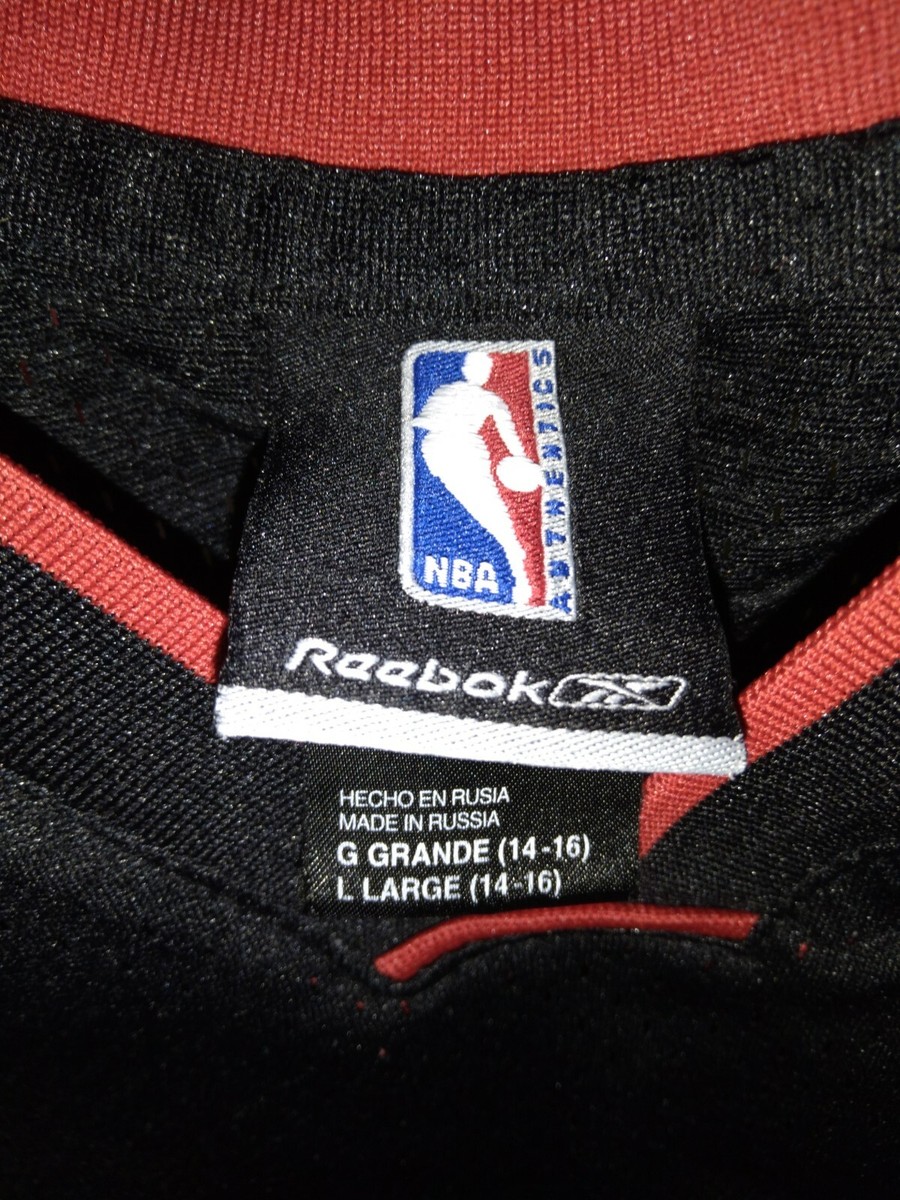 NBA
AUTHENTICS
Reebok
HECHO EN RUSIA
MADE IN RUSSIA
G GRANDE (14-16)
L LARGE (14-16)